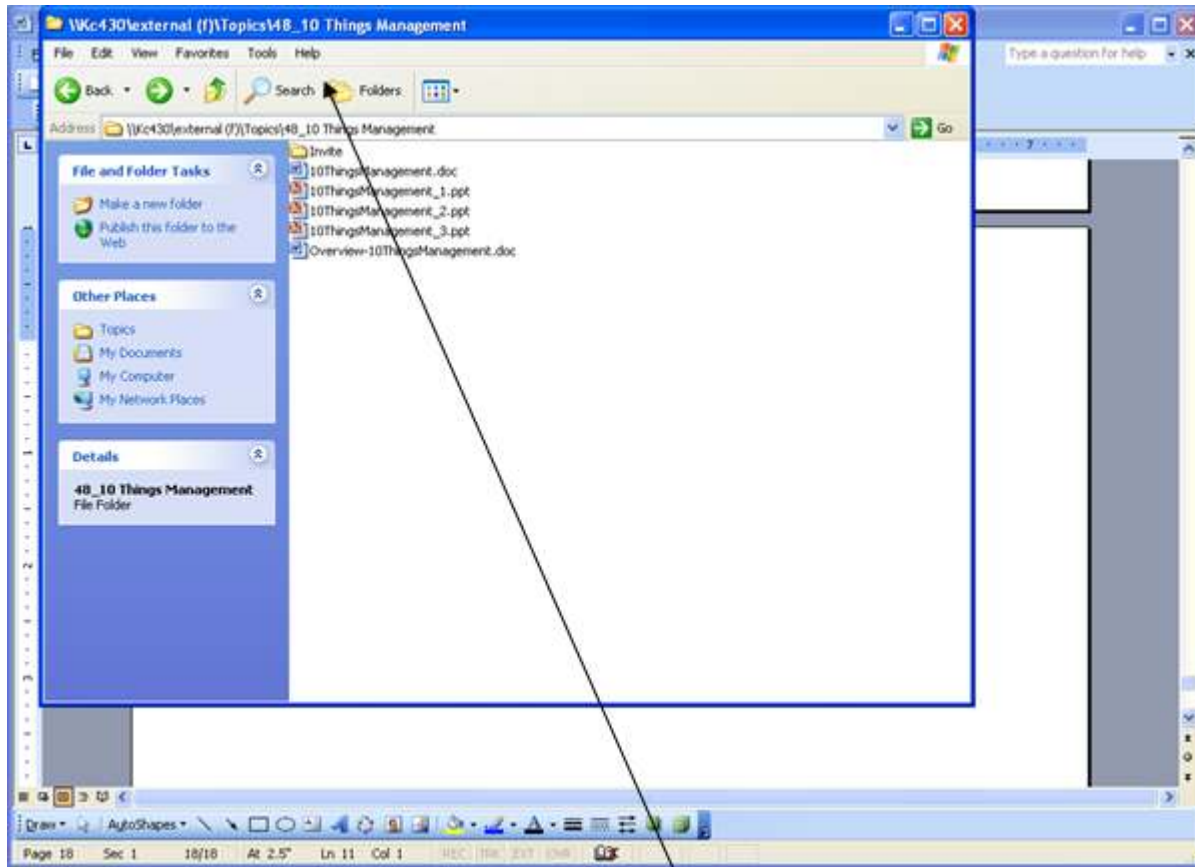 \\Kc430\external (f)\Topics\48_10 Things Management
File Edit View Favorites Tools Help
Type a question for help
Back Search Folders
Address \\Kc430\external (f)\Topics\48_10 Things Management Go
7
File and Folder Tasks
Make a new folder
Publish this folder to the
Web
Other Places
Topics
My Documents
My Computer
My Network Places
Details
48_10 Things Management
File Folder
Invite
10ThingsManagement.doc
10ThingsManagement_1.ppt
10ThingsManagement_2.ppt
10ThingsManagement_3.ppt
Overview-10ThingsManagement.doc
2
3
Draw AutoShapes
Page 18 Sec 1 18/18 At 2.5" Ln 11 Col 1 REC TRK EXT OVR